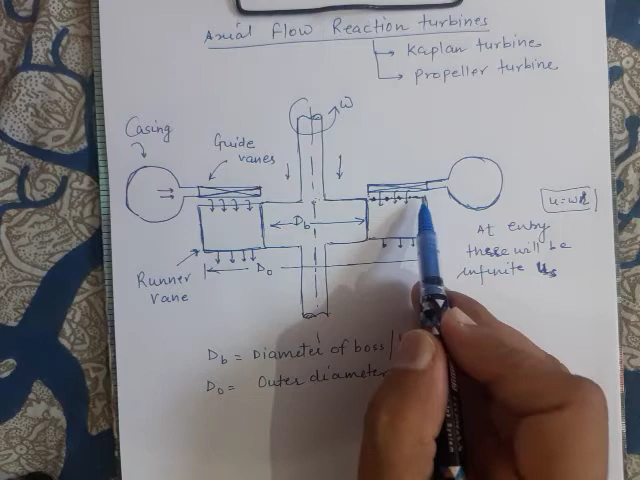 Axial Flow Reaction turbines
Kaplan turbine
propeller turbine
ω
Casing
Guide
vanes
Db
u=ωR
At entry
there will be
infinite us
Runner
vane
Do
Db = Diameter of boss/
Do = Outer diameter